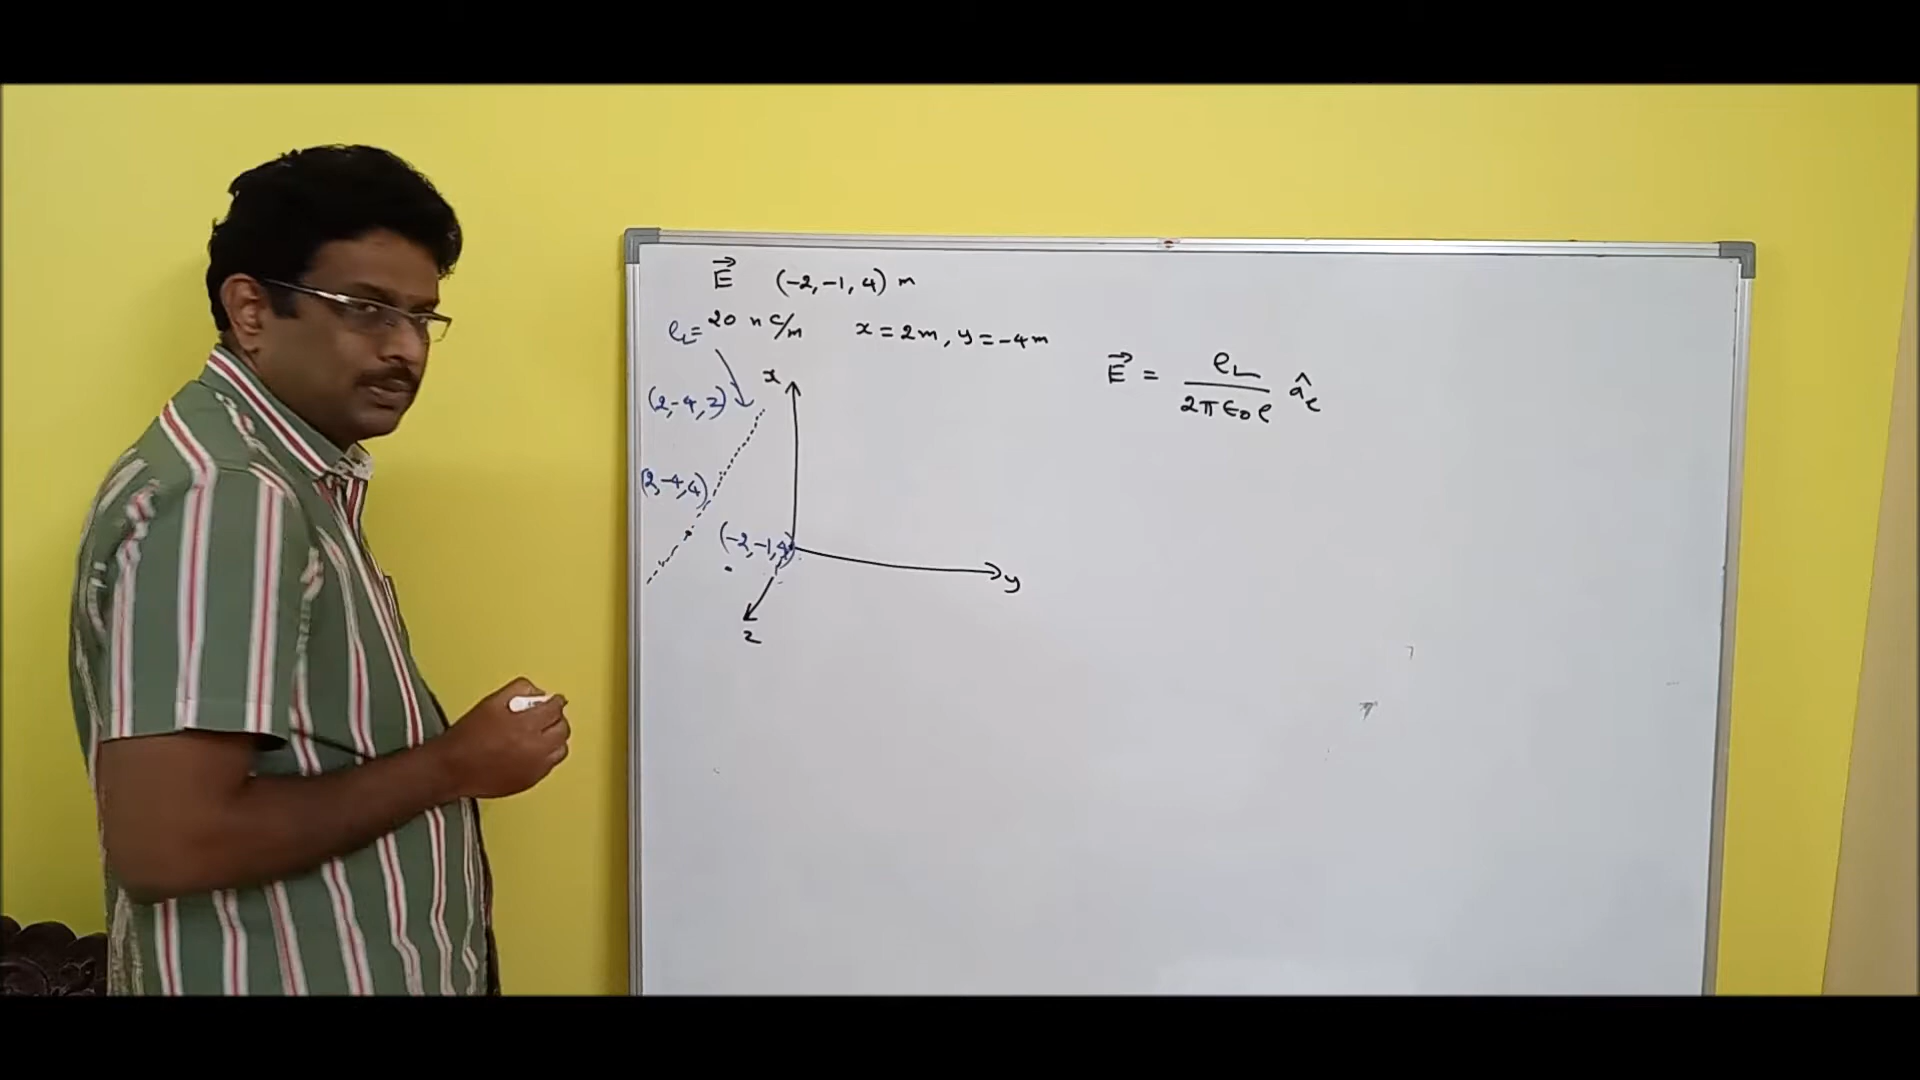 E⃗ (-2,-1,4) m
ρL = 20 nC/m x = 2m, y = -4m
E⃗ = ρL / 2πϵ0ρ âρ
x
(2,-4,z)
(2,-4,4)
(-2,-1,4)
y
z